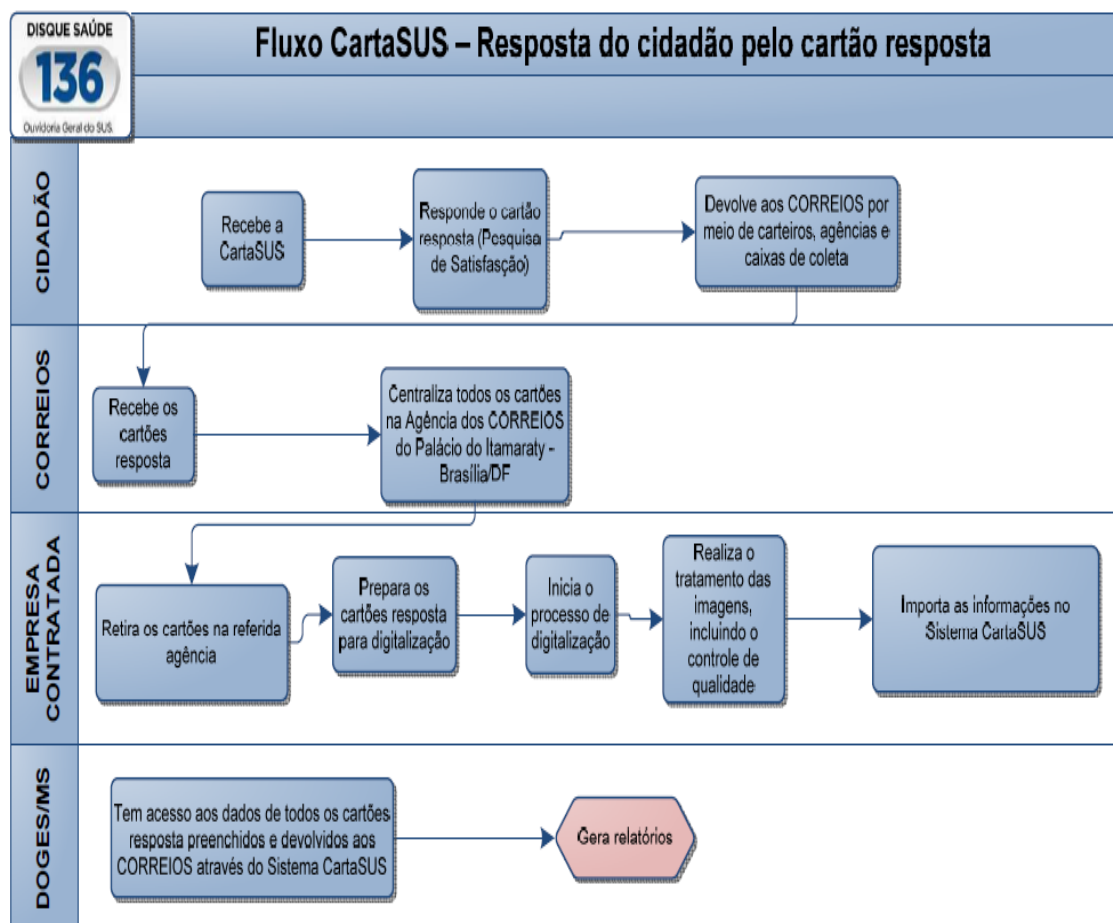 DISQUE SAÚDE
136
Ouvidoria Geral do SUS.
Fluxo CartaSUS – Resposta do cidadão pelo cartão resposta
CIDADÃO
Recebe a
CartaSUS
Responde o cartão
resposta (Pesquisa
de Satisfasção)
Devolve aos CORREIOS por
meio de carteiros, agências e
caixas de coleta
CORREIOS
Recebe os
cartões
resposta
Centraliza todos os cartões
na Agência dos CORREIOS
do Palácio do Itamaraty –
Brasília/DF
EMPRESA
CONTRATADA
Retira os cartões na referida
agência
Prepara os
cartões resposta
para digitalização
Inicia o
processo de
digitalização
Realiza o
tratamento das
imagens,
incluindo o
controle de
qualidade
Importa as informações no
Sistema CartaSUS
DOGES/MS
Tem acesso aos dados de todos os cartões
resposta preenchidos e devolvidos aos
CORREIOS através do Sistema CartaSUS
Gera relatórios